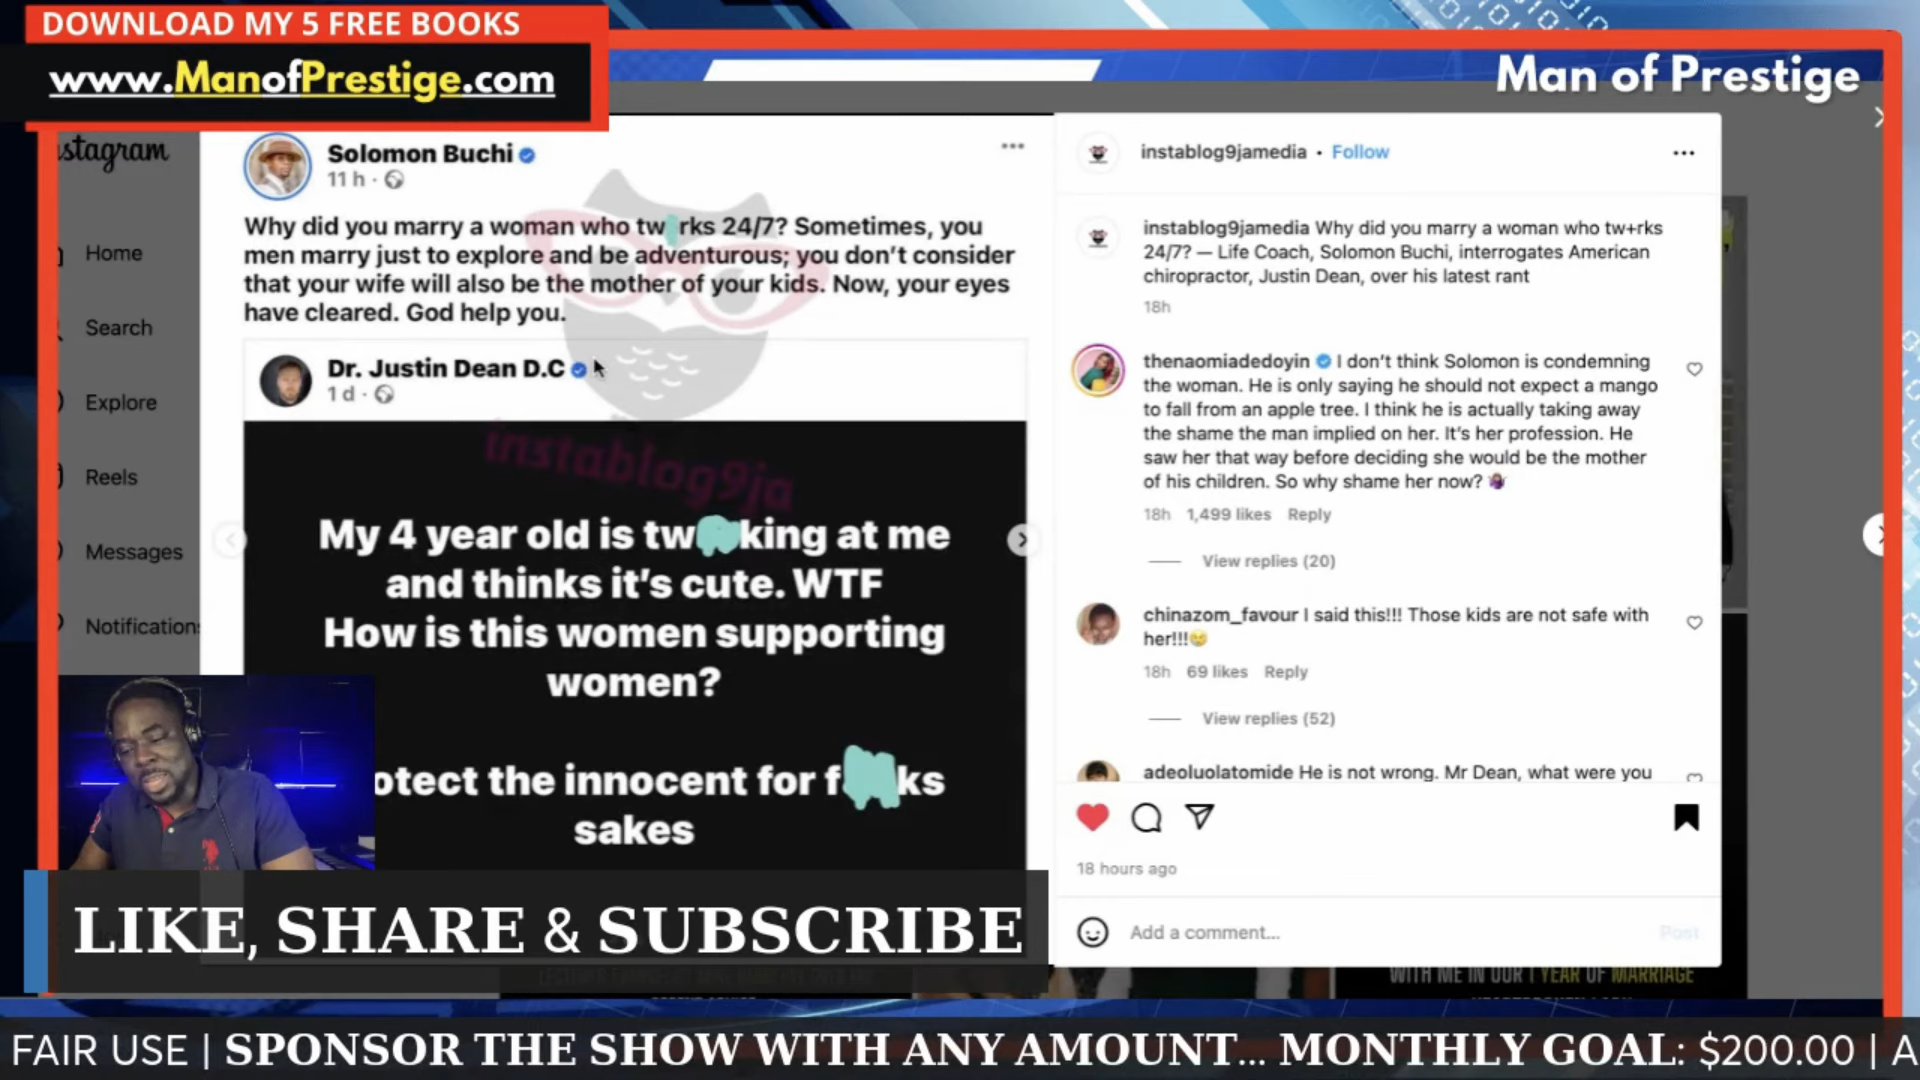 DOWNLOAD MY 5 FREE BOOKS
www.ManofPrestige.com
Man of Prestige
stagram
Home
Search
Explore
Reels
Messages
Notification
Solomon Buchi
11 h ·
Why did you marry a woman who tw rks 24/7? Sometimes, you
men marry just to explore and be adventurous; you don't consider
that your wife will also be the mother of your kids. Now, your eyes
have cleared. God help you.
Dr. Justin Dean D.C
1 d ·
instablog9ja
My 4 year old is tw king at me
and thinks it's cute. WTF
How is this women supporting
women?
otect the innocent for f ks
sakes
instablog9jamedia • Follow
instablog9jamedia Why did you marry a woman who tw+rks
24/7? — Life Coach, Solomon Buchi, interrogates American
chiropractor, Justin Dean, over his latest rant
18h
thenaomiadedoyin I don't think Solomon is condemning
the woman. He is only saying he should not expect a mango
to fall from an apple tree. I think he is actually taking away
the shame the man implied on her. It's her profession. He
saw her that way before deciding she would be the mother
of his children. So why shame her now?
18h 1,499 likes Reply
View replies (20)
chinazom_favour I said this!!! Those kids are not safe with
her!!!
18h 69 likes Reply
View replies (52)
adeoluolatomide He is not wrong. Mr Dean, what were you
18 hours ago
Add a comment...
Post
LIKE, SHARE & SUBSCRIBE
WITH ME IN OUR 1 YEAR OF MARRIAGE
FAIR USE | SPONSOR THE SHOW WITH ANY AMOUNT... MONTHLY GOAL: $200.00 | A